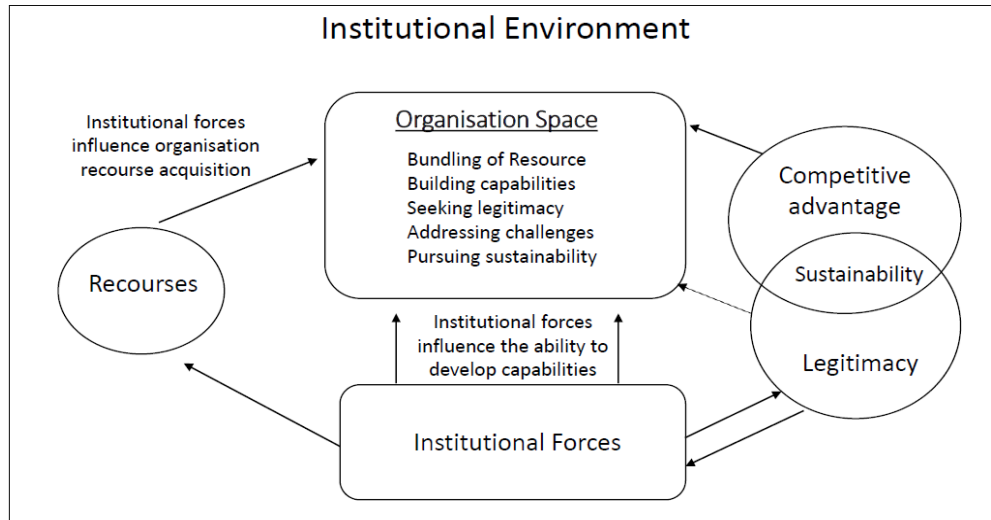 Institutional Environment
Institutional forces
influence organisation
recourse acquisition
Organisation Space
Bundling of Resource
Building capabilities
Seeking legitimacy
Addressing challenges
Pursuing sustainability
Competitive
advantage
Sustainability
Legitimacy
Recourses
Institutional forces
influence the ability to
develop capabilities
Institutional Forces